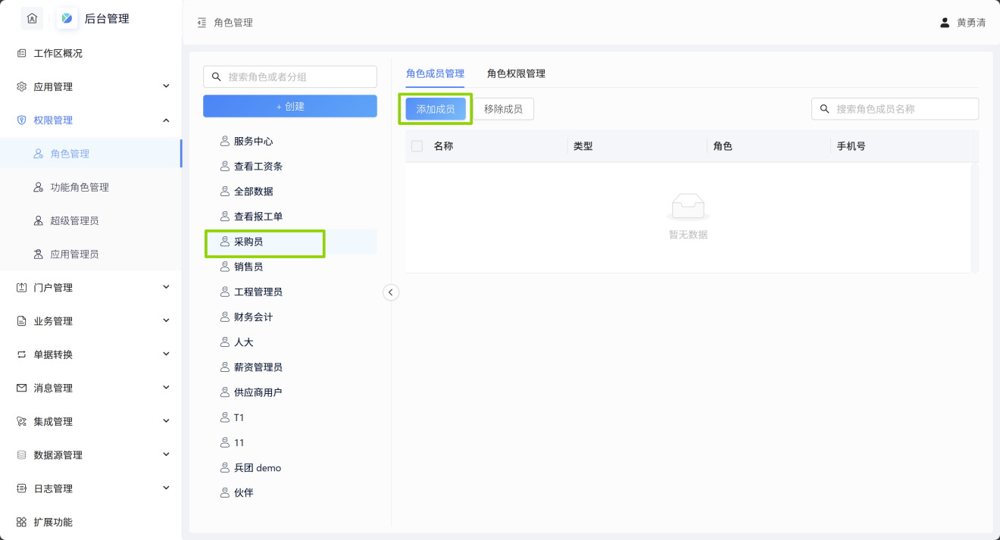 后台管理
工作区概况
应用管理
权限管理
角色管理
功能角色管理
超级管理员
应用管理员
门户管理
业务管理
单据转换
消息管理
集成管理
数据源管理
日志管理
扩展功能
角色管理
黄勇清
搜索角色或者分组
+ 创建
服务中心
查看工资条
全部数据
查看报工单
采购员
销售员
工程管理员
财务会计
人大
薪资管理员
供应商用户
T1
11
兵团 demo
伙伴
角色成员管理 角色权限管理
添加成员 移除成员 搜索角色成员名称
名称 类型 角色 手机号
暂无数据